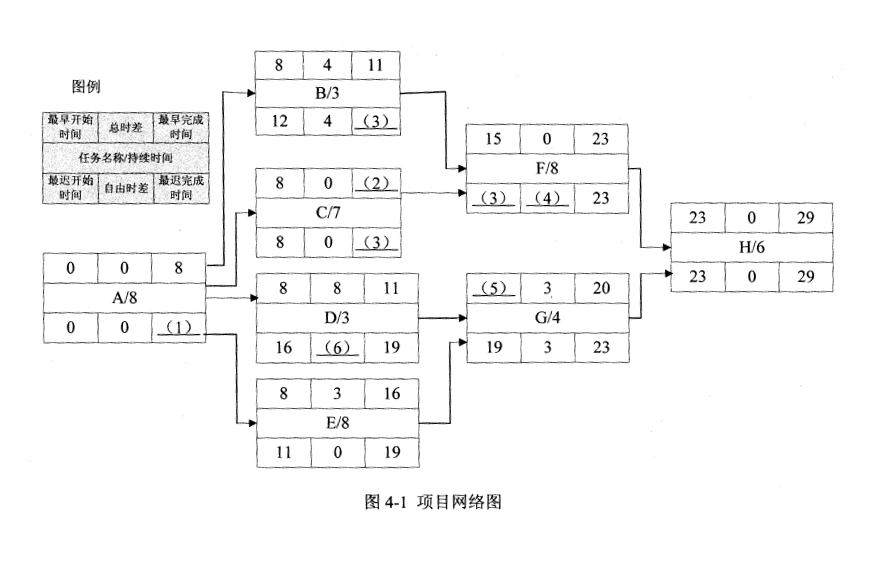 图例
最早开始时间 总时差 最早完成时间
任务名称/持续时间
最迟开始时间 自由时差 最迟完成时间
0 0 8
A/8
0 0 (1)
8 4 11
B/3
12 4 (3)
8 0 (2)
C/7
8 0 (3)
8 8 11
D/3
16 (6) 19
8 3 16
E/8
11 0 19
15 0 23
F/8
(3) (4) 23
(5) 3 20
G/4
19 3 23
23 0 29
H/6
23 0 29
图 4-1 项目网络图